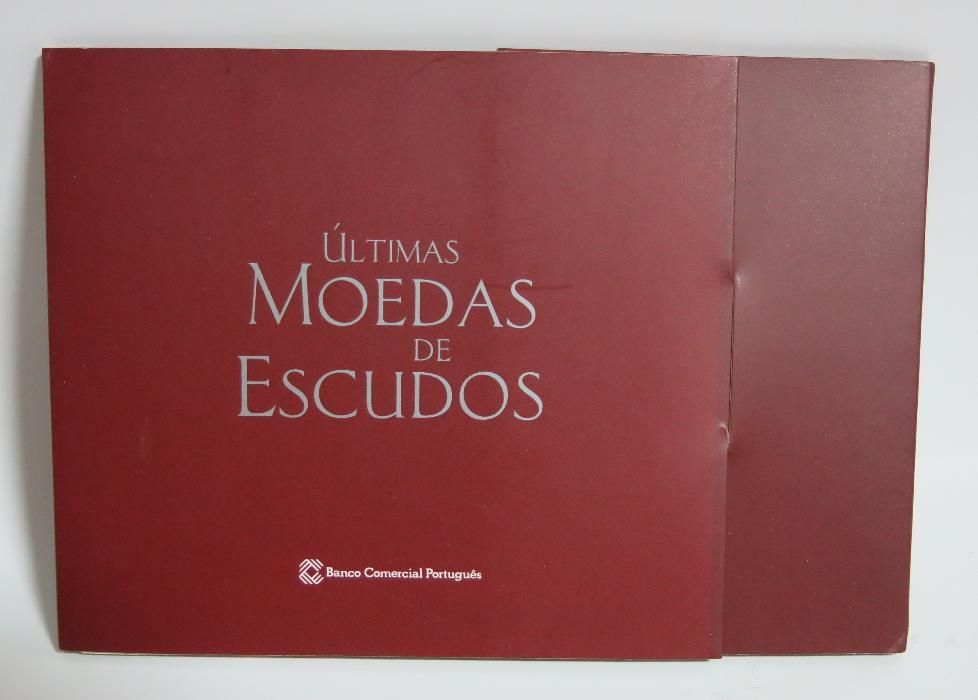 ÚLTIMAS
MOEDAS
DE
ESCUDOS
Banco Comercial Português